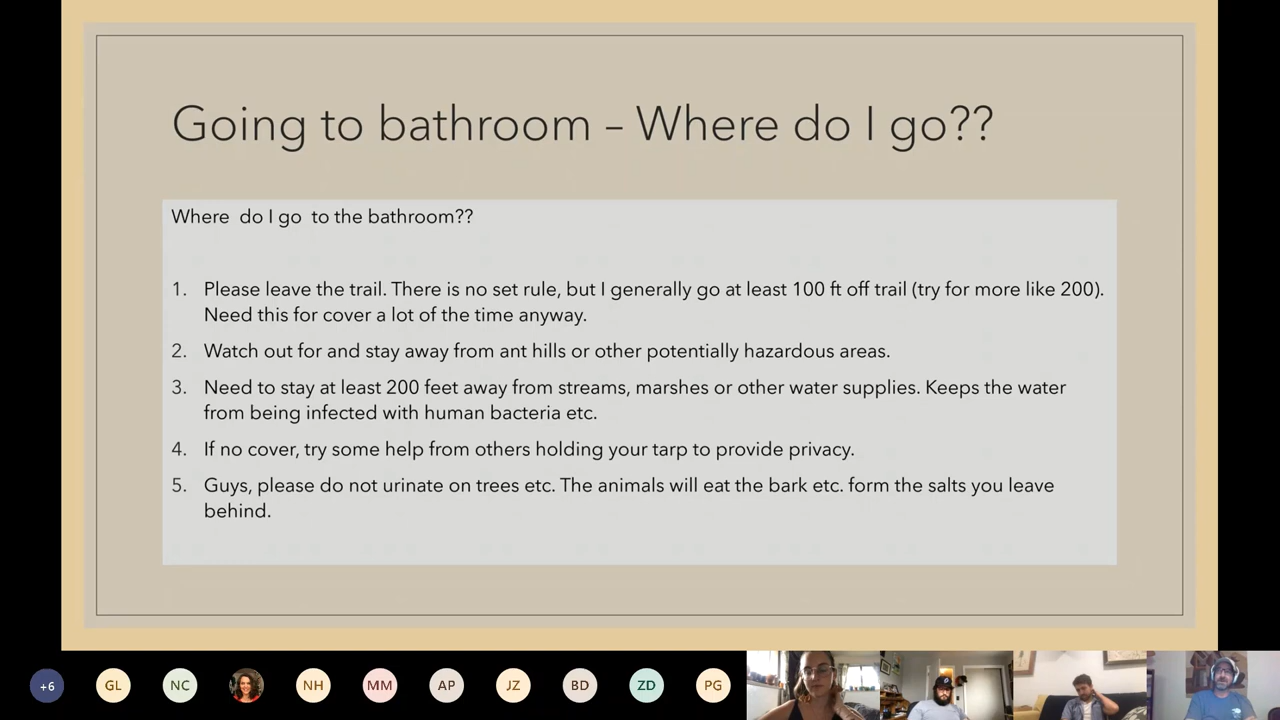 Going to bathroom – Where do I go??
Where do I go to the bathroom??
1. Please leave the trail. There is no set rule, but I generally go at least 100 ft off trail (try for more like 200).
Need this for cover a lot of the time anyway.
2. Watch out for and stay away from ant hills or other potentially hazardous areas.
3. Need to stay at least 200 feet away from streams, marshes or other water supplies. Keeps the water
from being infected with human bacteria etc.
4. If no cover, try some help from others holding your tarp to provide privacy.
5. Guys, please do not urinate on trees etc. The animals will eat the bark etc. form the salts you leave
behind.
+6 GL NC NH MM AP JZ BD ZD PG